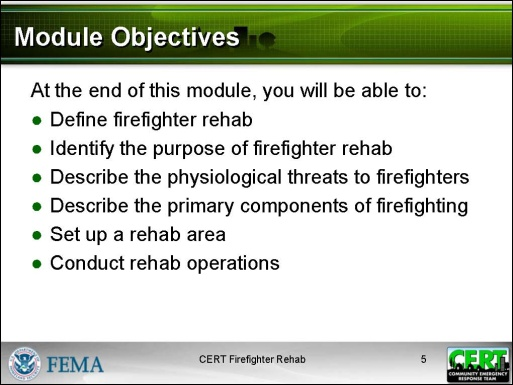 Module Objectives
At the end of this module, you will be able to:
● Define firefighter rehab
● Identify the purpose of firefighter rehab
● Describe the physiological threats to firefighters
● Describe the primary components of firefighting
● Set up a rehab area
● Conduct rehab operations
FEMA
CERT Firefighter Rehab
5
CERT
COMMUNITY EMERGENCY
RESPONSE TEAM